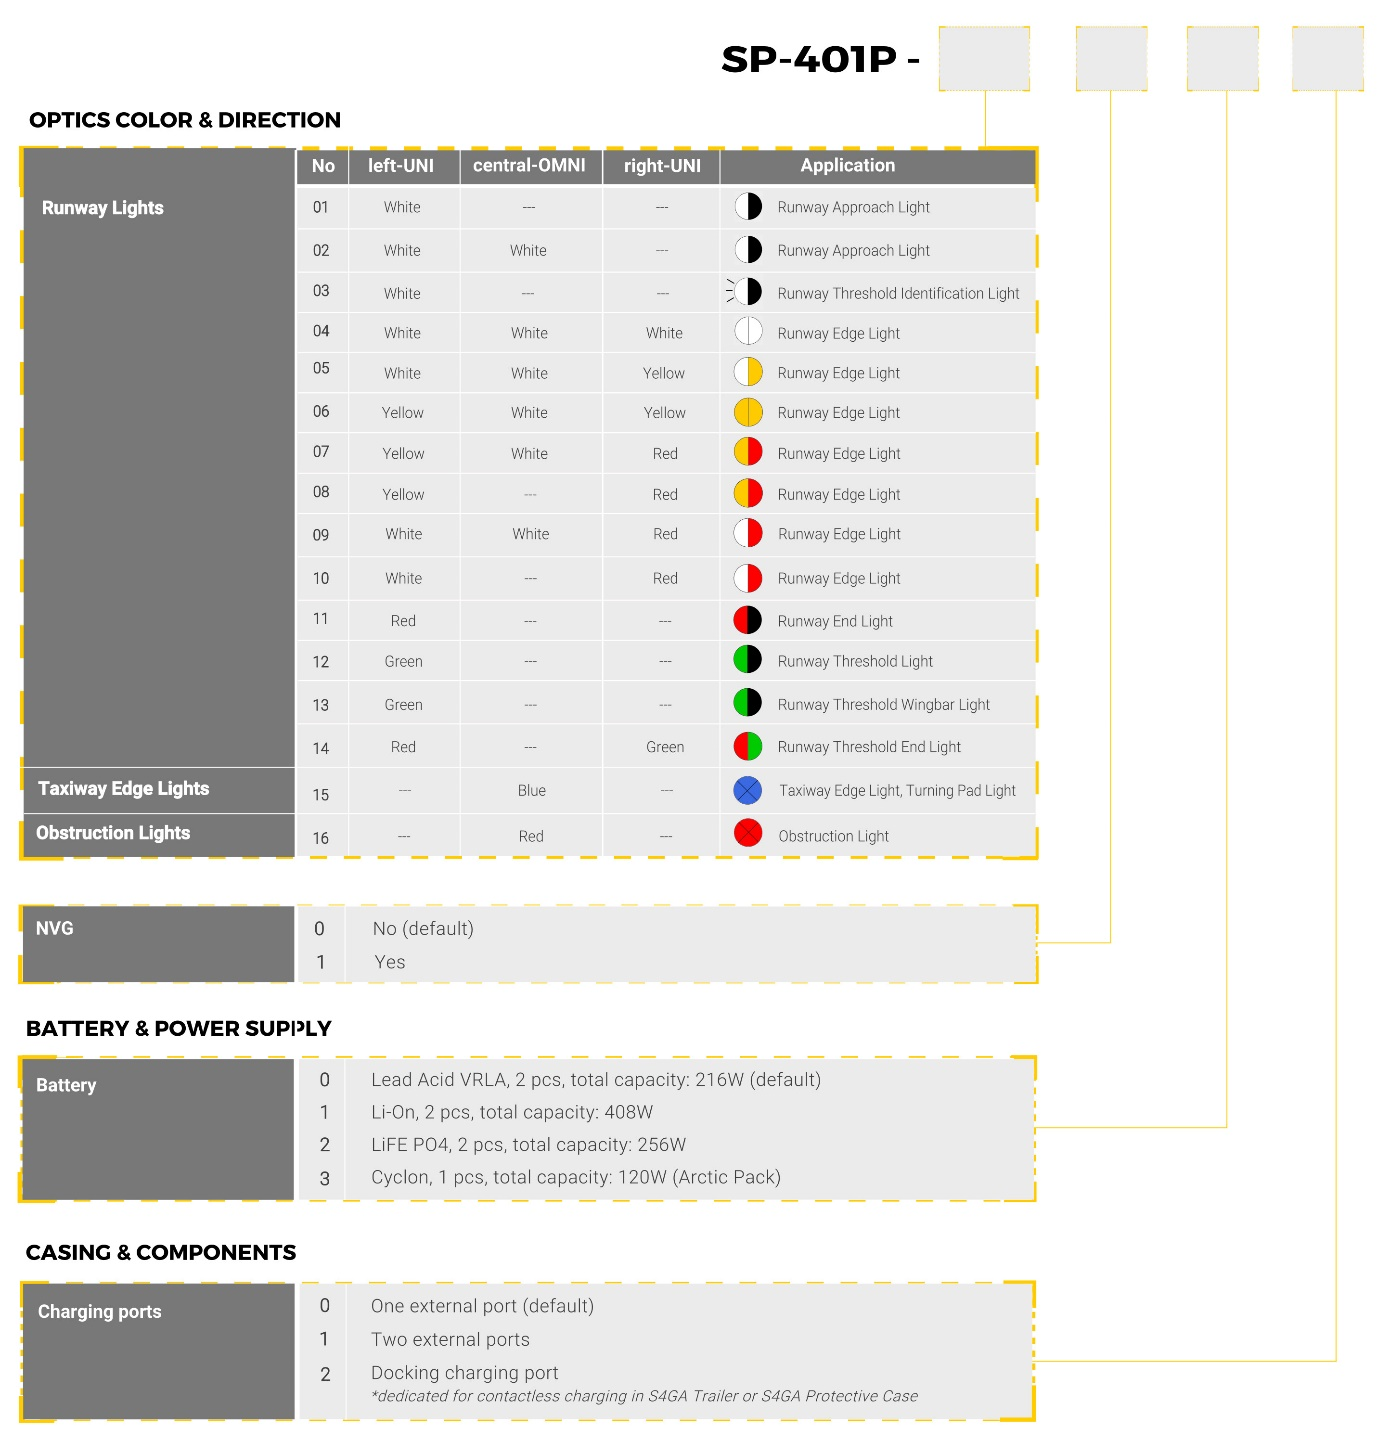 SP-401P -
OPTICS COLOR & DIRECTION
No left-UNI central-OMNI right-UNI Application
Runway Lights 01 White --- --- Runway Approach Light
02 White White --- Runway Approach Light
03 White --- --- Runway Threshold Identification Light
04 White White White Runway Edge Light
05 White White Yellow Runway Edge Light
06 Yellow White Yellow Runway Edge Light
07 Yellow White Red Runway Edge Light
08 Yellow --- Red Runway Edge Light
09 White White Red Runway Edge Light
10 White --- Red Runway Edge Light
11 Red --- --- Runway End Light
12 Green --- --- Runway Threshold Light
13 Green --- --- Runway Threshold Wingbar Light
14 Red --- Green Runway Threshold End Light
Taxiway Edge Lights 15 --- Blue --- Taxiway Edge Light, Turning Pad Light
Obstruction Lights 16 --- Red --- Obstruction Light
NVG 0 No (default)
1 Yes
BATTERY & POWER SUPPLY
Battery 0 Lead Acid VRLA, 2 pcs, total capacity: 216W (default)
1 Li-On, 2 pcs, total capacity: 408W
2 LiFE PO4, 2 pcs, total capacity: 256W
3 Cyclon, 1 pcs, total capacity: 120W (Arctic Pack)
CASING & COMPONENTS
Charging ports 0 One external port (default)
1 Two external ports
2 Docking charging port
*dedicated for contactless charging in S4GA Trailer or S4GA Protective Case